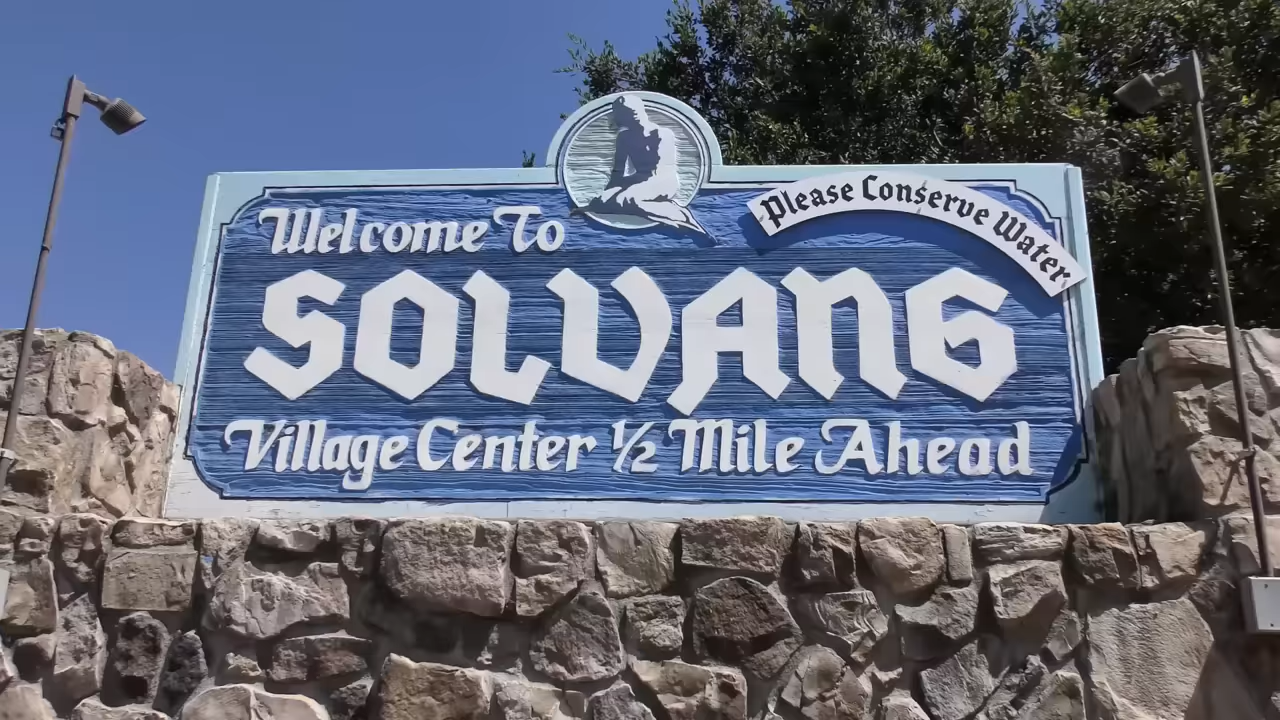 Please Conserve Water
Welcome To
SOLVANG
Village Center ½ Mile Ahead